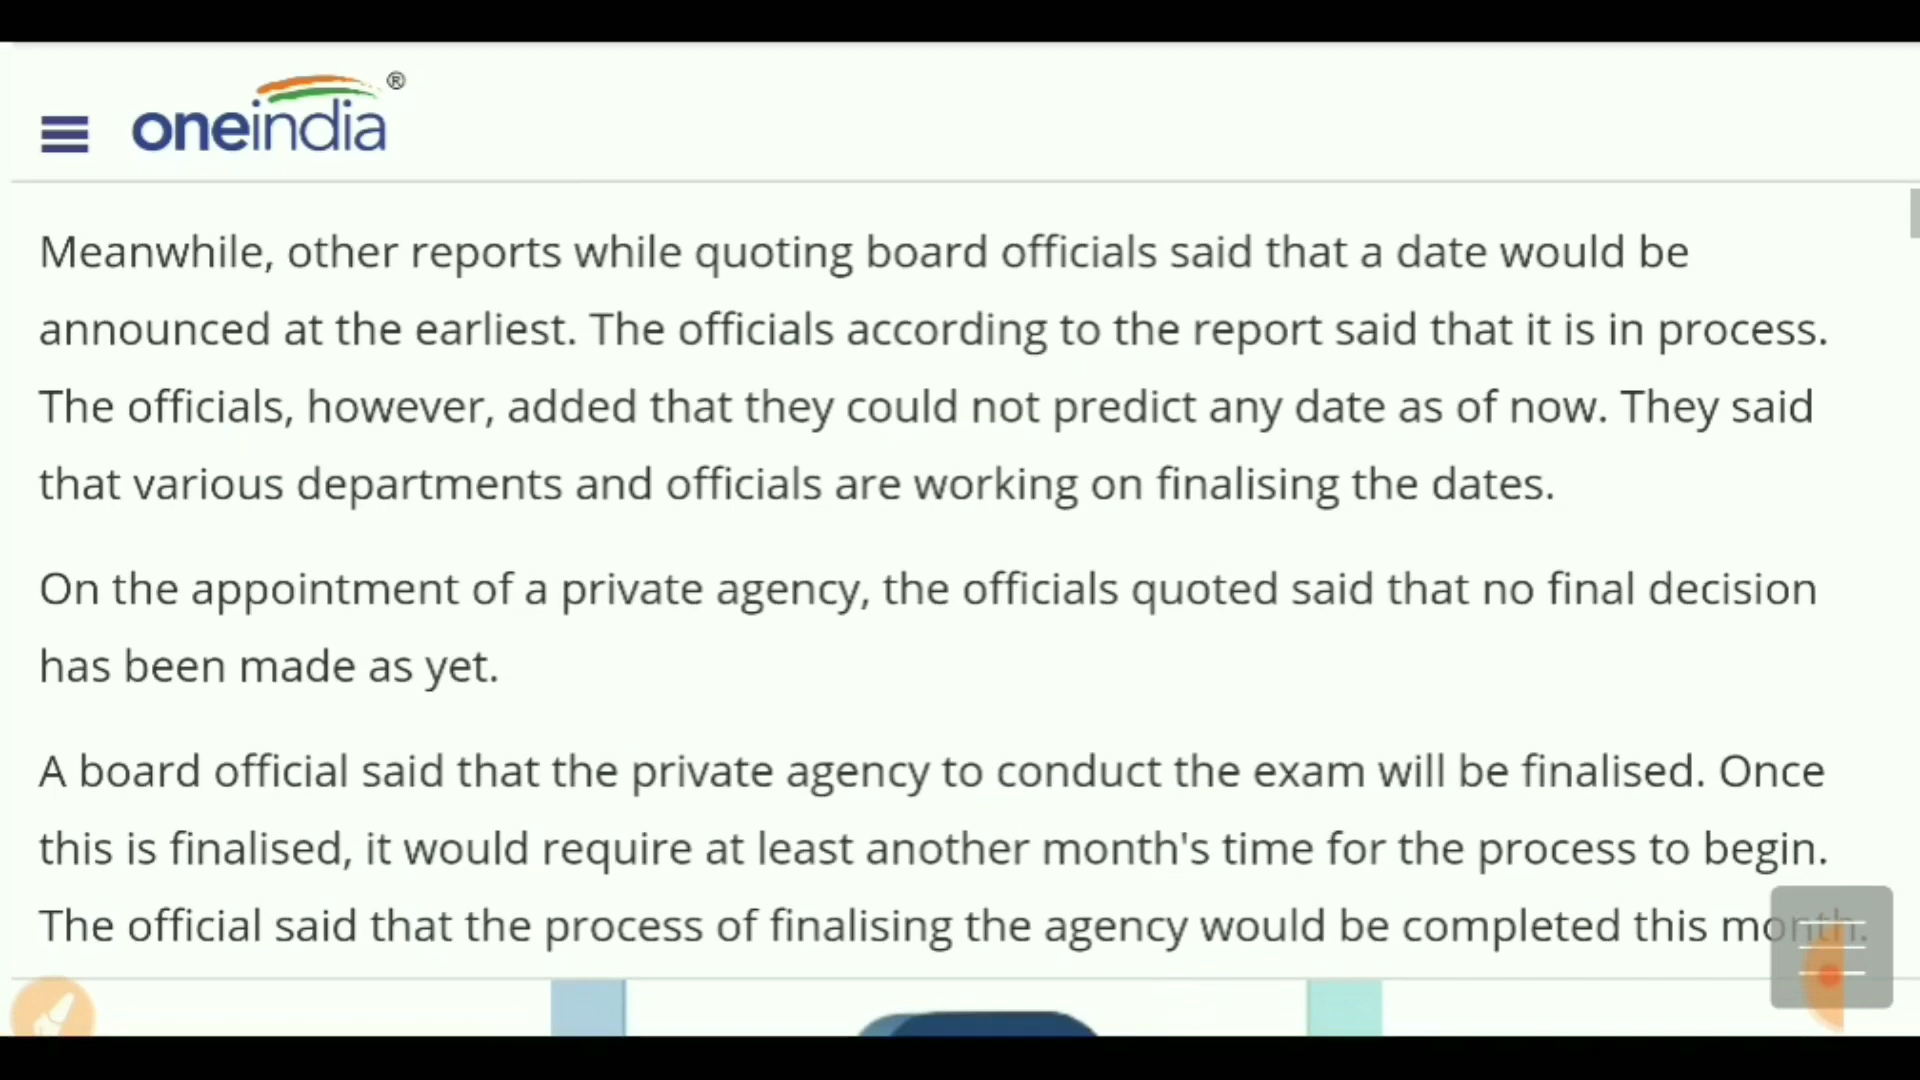 oneindia®
Meanwhile, other reports while quoting board officials said that a date would be
announced at the earliest. The officials according to the report said that it is in process.
The officials, however, added that they could not predict any date as of now. They said
that various departments and officials are working on finalising the dates.
On the appointment of a private agency, the officials quoted said that no final decision
has been made as yet.
A board official said that the private agency to conduct the exam will be finalised. Once
this is finalised, it would require at least another month's time for the process to begin.
The official said that the process of finalising the agency would be completed this month.